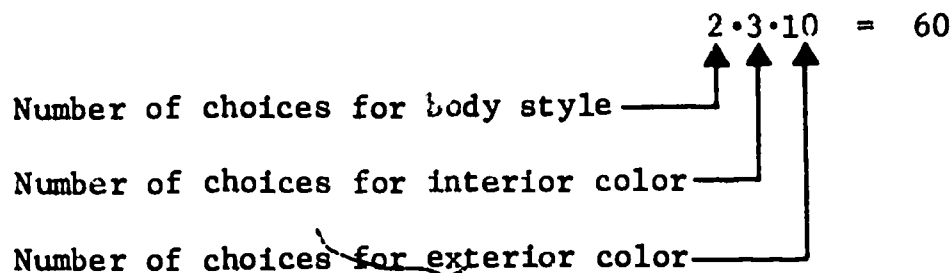 2·3·10 = 60
Number of choices for body style
Number of choices for interior color
Number of choices for exterior color